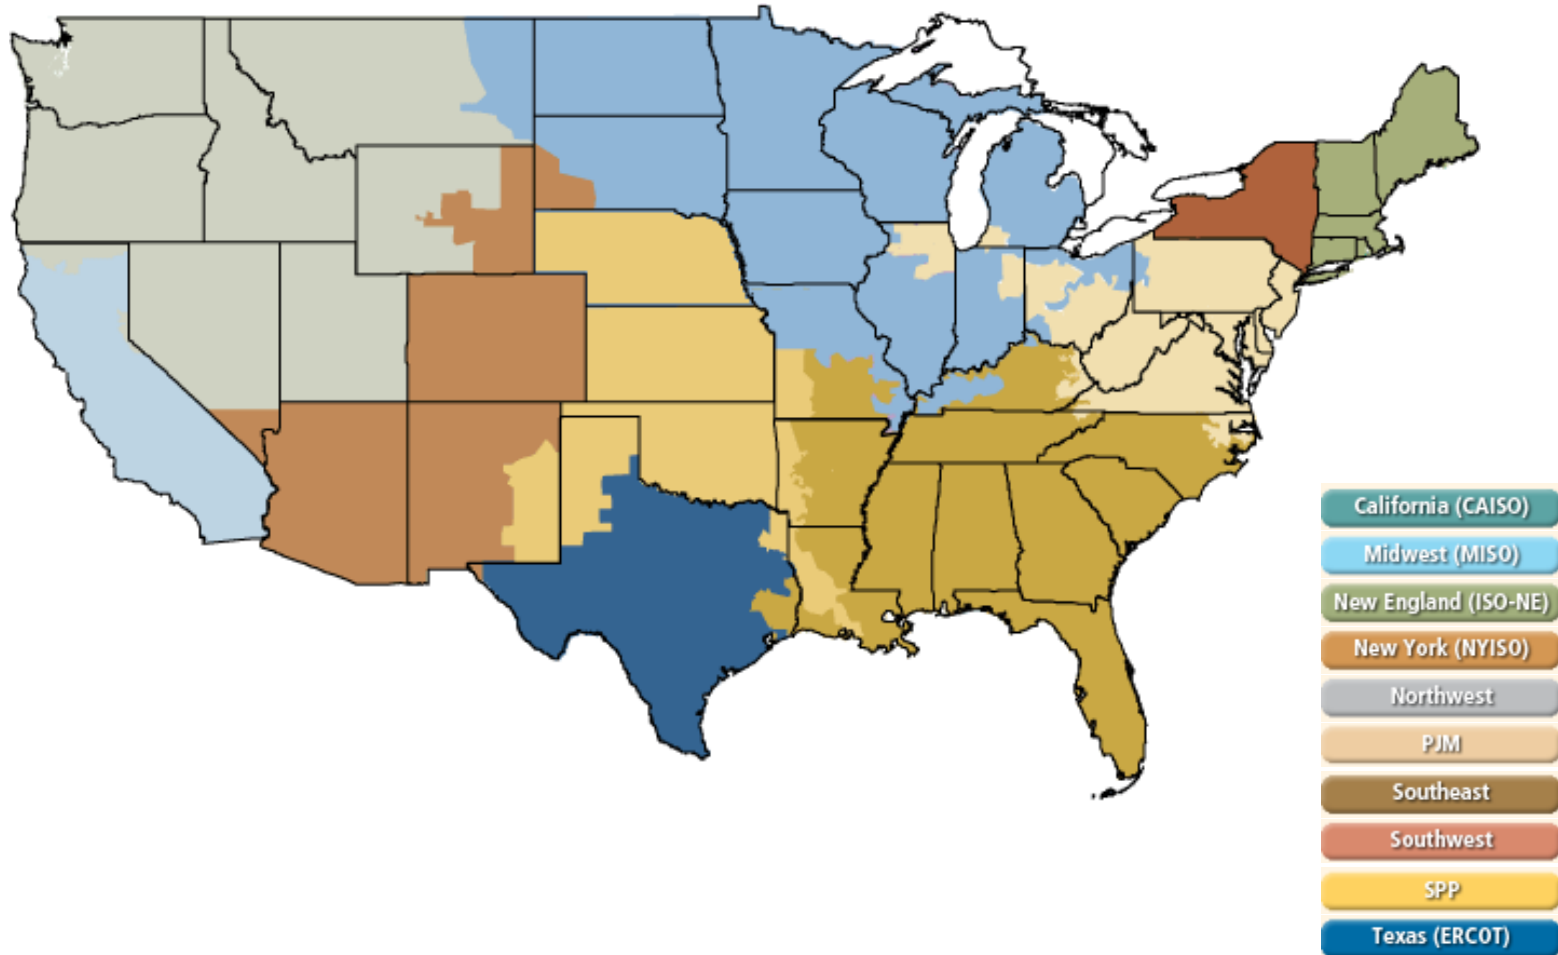 California (CAISO)
Midwest (MISO)
New England (ISO-NE)
New York (NYISO)
Northwest
PJM
Southeast
Southwest
SPP
Texas (ERCOT)